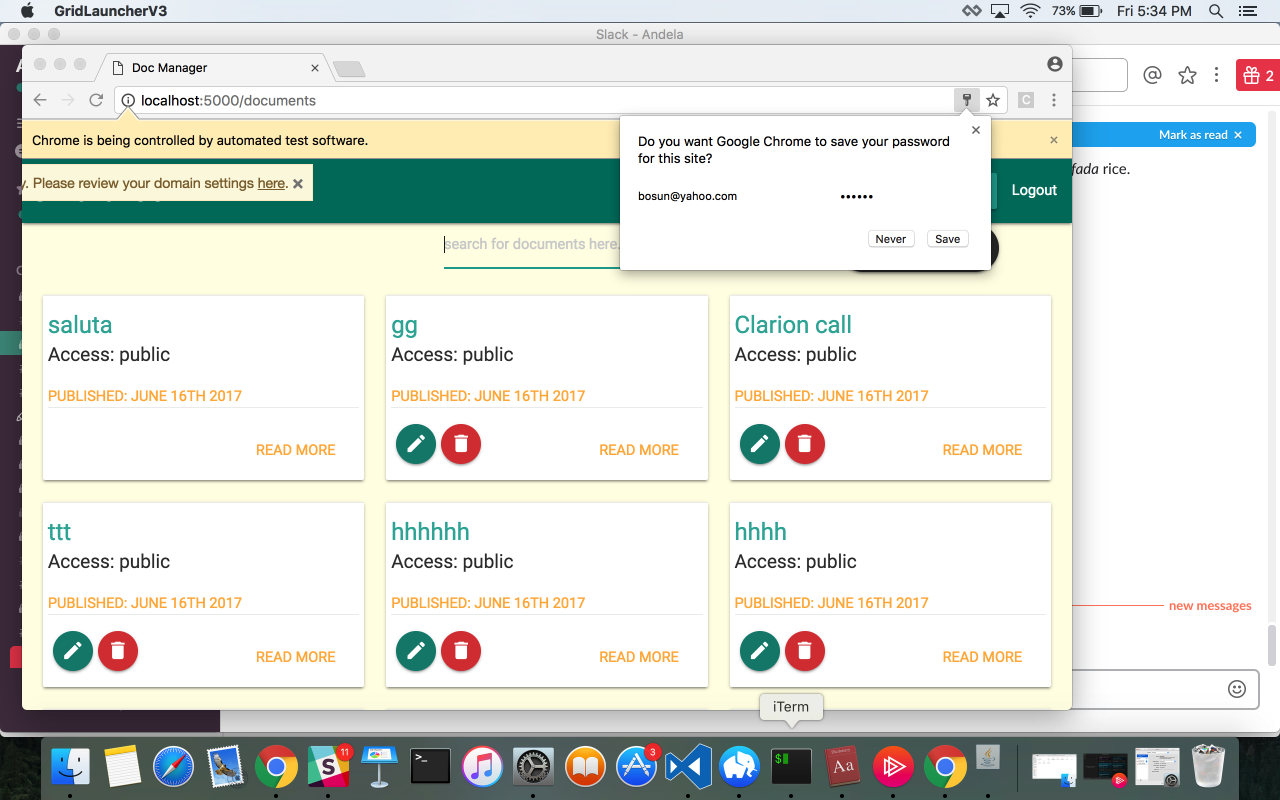 GridLauncherV3
73%
Fri 5:34 PM
Slack - Andela
Doc Manager
localhost:5000/documents
C
2
Chrome is being controlled by automated test software.
Mark as read ×
Do you want Google Chrome to save your password
for this site?
bosun@yahoo.com
••••••
Never
Save
. Please review your domain settings here.
Logout
fada rice.
search for documents here.
saluta
Access: public
PUBLISHED: JUNE 16TH 2017
READ MORE
gg
Access: public
PUBLISHED: JUNE 16TH 2017
READ MORE
Clarion call
Access: public
PUBLISHED: JUNE 16TH 2017
READ MORE
ttt
Access: public
PUBLISHED: JUNE 16TH 2017
READ MORE
hhhhhh
Access: public
PUBLISHED: JUNE 16TH 2017
READ MORE
hhhh
Access: public
PUBLISHED: JUNE 16TH 2017
READ MORE
new messages
iTerm
11
3
S
>_
$
Aa